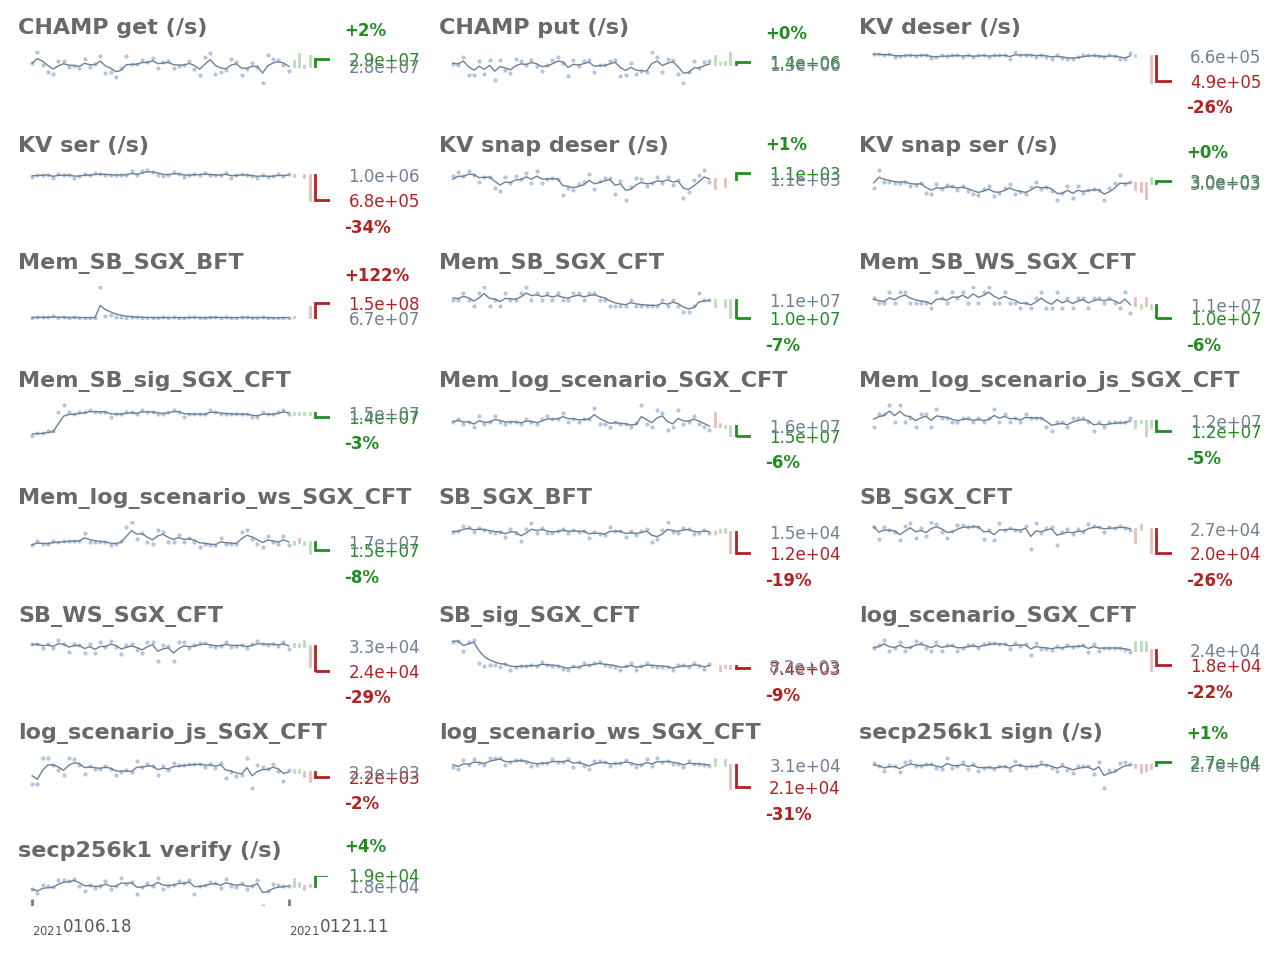 CHAMP get (/s)
+2%
2.9e+07
2.8e+07
CHAMP put (/s)
+0%
1.4e+06
KV deser (/s)
6.6e+05
4.9e+05
-26%
KV ser (/s)
1.0e+06
6.8e+05
-34%
KV snap deser (/s)
+1%
1.1e+03
1.1e+03
KV snap ser (/s)
+0%
3.0e+03
3.0e+03
Mem_SB_SGX_BFT
+122%
1.5e+08
6.7e+07
Mem_SB_SGX_CFT
1.1e+07
1.0e+07
-7%
Mem_SB_WS_SGX_CFT
1.1e+07
1.0e+07
-6%
Mem_SB_sig_SGX_CFT
1.5e+07
1.4e+07
-3%
Mem_log_scenario_SGX_CFT
1.6e+07
1.5e+07
-6%
Mem_log_scenario_js_SGX_CFT
1.2e+07
1.2e+07
-5%
Mem_log_scenario_ws_SGX_CFT
1.7e+07
1.5e+07
-8%
SB_SGX_BFT
1.5e+04
1.2e+04
-19%
SB_SGX_CFT
2.7e+04
2.0e+04
-26%
SB_WS_SGX_CFT
3.3e+04
2.4e+04
-29%
SB_sig_SGX_CFT
8.2e+03
7.4e+03
-9%
log_scenario_SGX_CFT
2.4e+04
1.8e+04
-22%
log_scenario_js_SGX_CFT
2.2e+03
2.2e+03
-2%
log_scenario_ws_SGX_CFT
3.1e+04
2.1e+04
-31%
secp256k1 sign (/s)
+1%
2.7e+04
2.7e+04
secp256k1 verify (/s)
+4%
1.9e+04
1.8e+04
20210106.18
20210121.11